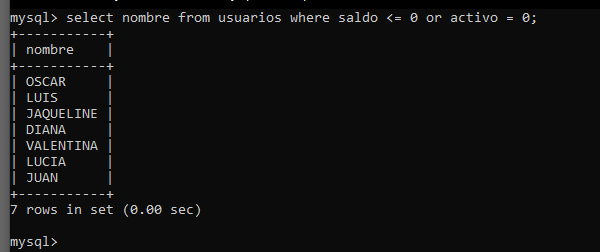 mysql> select nombre from usuarios where saldo <= 0 or activo = 0;
+-----------+
| nombre    |
+-----------+
| OSCAR     |
| LUIS      |
| JAQUELINE |
| DIANA     |
| VALENTINA |
| LUCIA     |
| JUAN      |
+-----------+
7 rows in set (0.00 sec)
mysql>